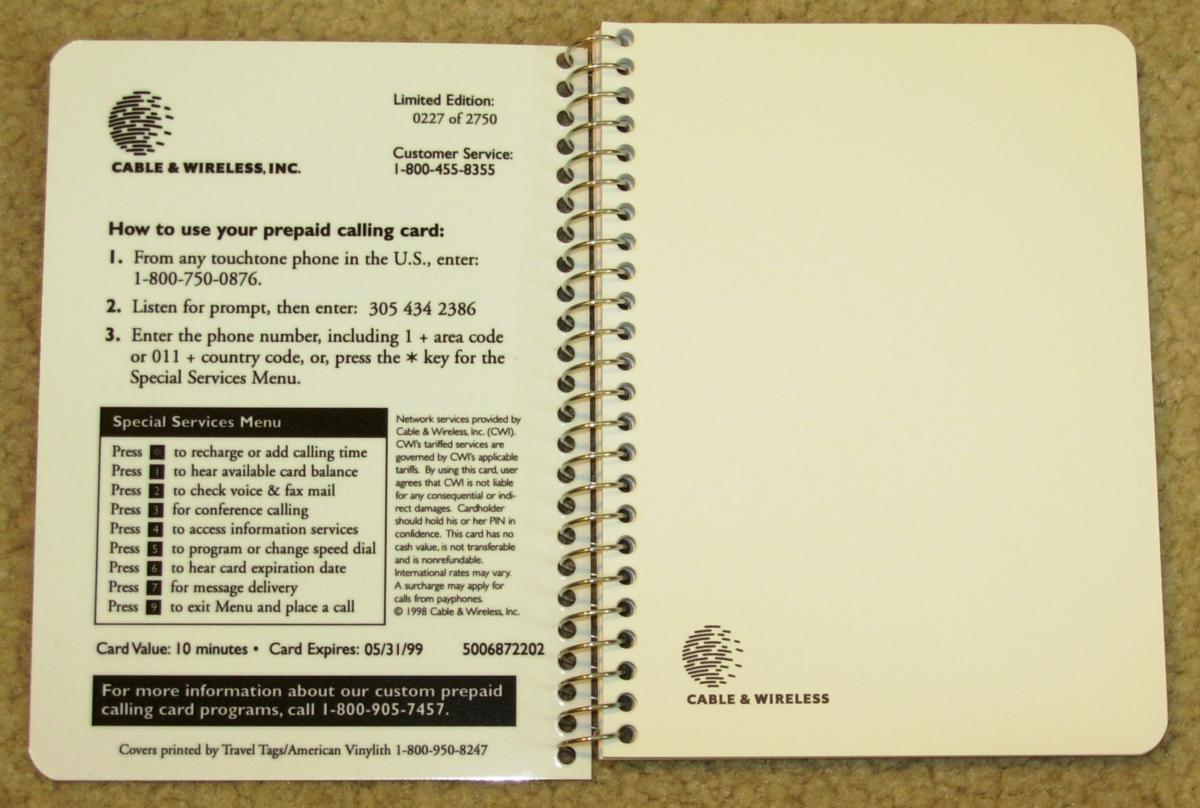 CABLE & WIRELESS, INC.
Limited Edition:
0227 of 2750
Customer Service:
1-800-455-8355
How to use your prepaid calling card:
1. From any touchtone phone in the U.S., enter:
1-800-750-0876.
2. Listen for prompt, then enter: 305 434 2386
3. Enter the phone number, including 1 + area code
or 011 + country code, or, press the * key for the
Special Services Menu.
Special Services Menu
Press * to recharge or add calling time
Press 1 to hear available card balance
Press 2 to check voice & fax mail
Press 3 for conference calling
Press 4 to access information services
Press 5 to program or change speed dial
Press 6 to hear card expiration date
Press 7 for message delivery
Press 9 to exit Menu and place a call
Network services provided by
Cable & Wireless, Inc. (CWI).
CWI's tariffed services are
governed by CWI's applicable
tariffs. By using this card, user
agrees that CWI is not liable
for any consequential or indi-
rect damages. Cardholder
should hold his or her PIN in
confidence. This card has no
cash value, is not transferable
and is nonrefundable.
International rates may vary.
A surcharge may apply for
calls from payphones.
© 1998 Cable & Wireless, Inc.
Card Value: 10 minutes • Card Expires: 05/31/99 5006872202
For more information about our custom prepaid
calling card programs, call 1-800-905-7457.
Covers printed by Travel Tags/American Vinylith 1-800-950-8247
CABLE & WIRELESS